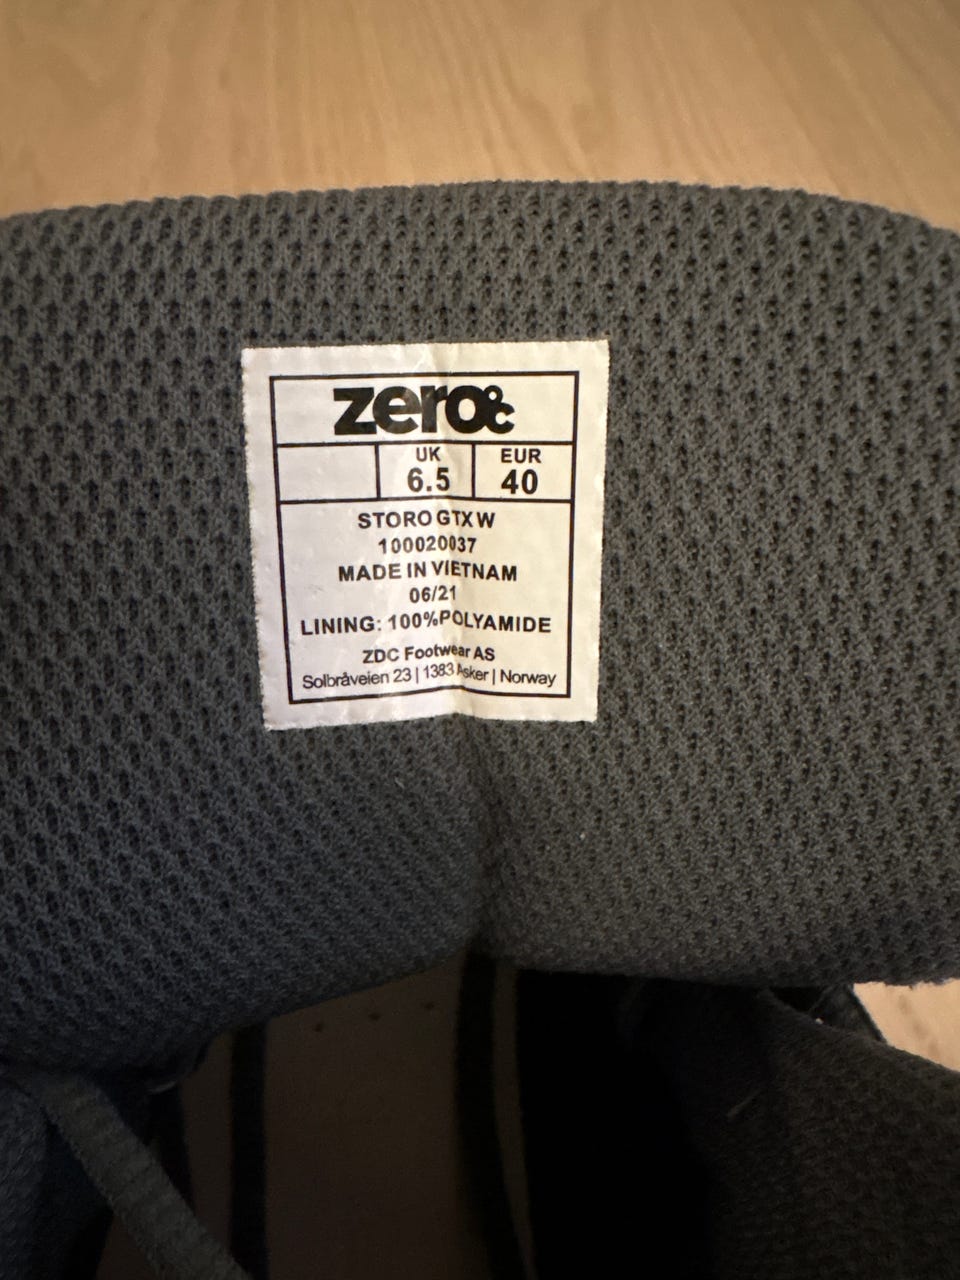 zero°c
UK EUR
6.5 40
STORO GTX W
100020037
MADE IN VIETNAM
06/21
LINING: 100%POLYAMIDE
ZDC Footwear AS
Solbråveien 23 | 1383 Asker | Norway